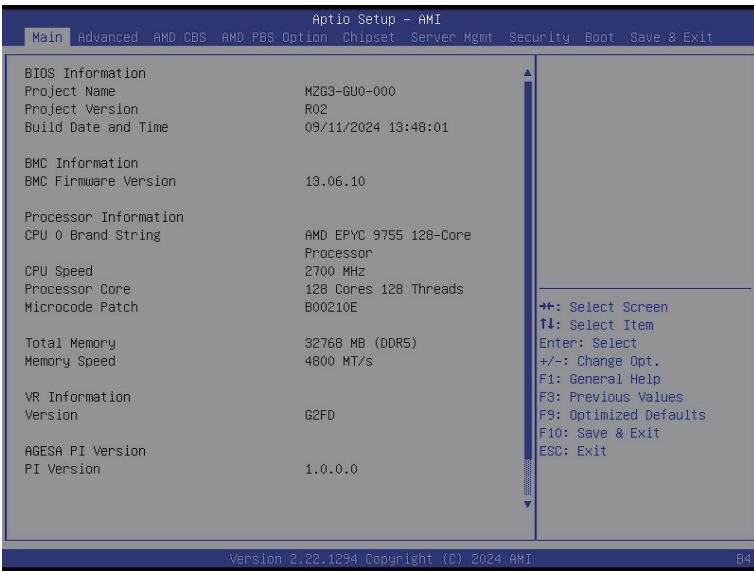 Aptio Setup – AMI
Main Advanced AMD CBS AMD PBS Option Chipset Server Mgmt Security Boot Save & Exit
BIOS Information
Project Name MZG3-GU0-000
Project Version R02
Build Date and Time 09/11/2024 13:48:01
BMC Information
BMC Firmware Version 13.06.10
Processor Information
CPU 0 Brand String AMD EPYC 9755 128-Core
Processor
CPU Speed 2700 MHz
Processor Core 128 Cores 128 Threads
Microcode Patch B00210E
Total Memory 32768 MB (DDR5)
Memory Speed 4800 MT/s
VR Information
Version G2FD
AGESA PI Version
PI Version 1.0.0.0
→←: Select Screen
↑↓: Select Item
Enter: Select
+/-: Change Opt.
F1: General Help
F3: Previous Values
F9: Optimized Defaults
F10: Save & Exit
ESC: Exit
Version 2.22.1294 Copyright (C) 2024 AMI
B4